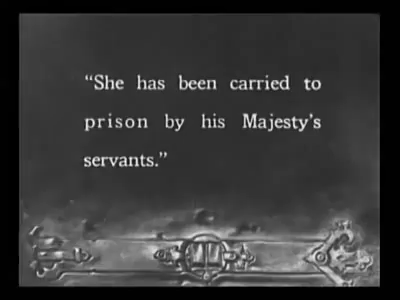 “She has been carried to
prison by his Majesty’s
servants.”